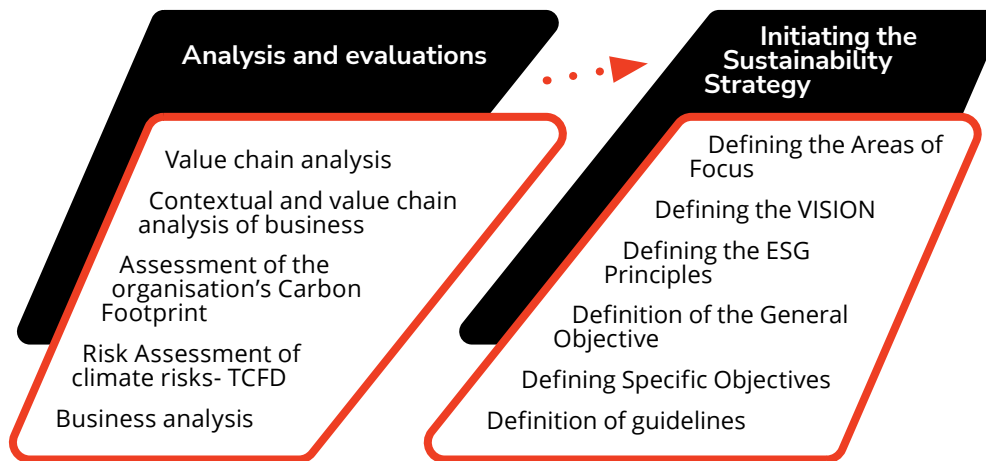 Analysis and evaluations
Value chain analysis
Contextual and value chain
analysis of business
Assessment of the
organisation’s Carbon
Footprint
Risk Assessment of
climate risks- TCFD
Business analysis
Initiating the
Sustainability
Strategy
Defining the Areas of
Focus
Defining the VISION
Defining the ESG
Principles
Definition of the General
Objective
Defining Specific Objectives
Definition of guidelines